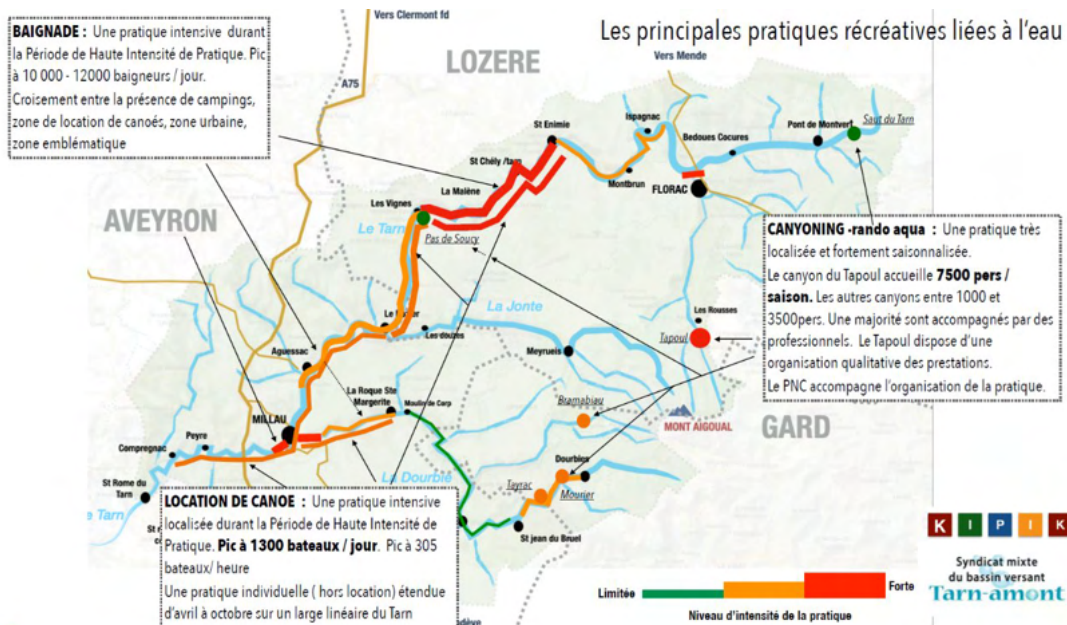 Les principales pratiques récréatives liées à l'eau
BAIGNADE : Une pratique intensive durant
la Période de Haute Intensité de Pratique. Pic
à 10 000 - 12000 baigneurs / jour.
Croisement entre la présence de campings,
zone de location de canoés, zone urbaine,
zone emblématique
Vers Clermont fd
A75
LOZERE
Vers Mende
St Enimie
Ispagnac
Bedoues Cocures
Pont de Montvert
Saut du Tarn
St Chély /tarn
Montbrun
FLORAC
La Malène
Les Vignes
AVEYRON
Le Tarn
Pas de Soucy
CANYONING -rando aqua : Une pratique très
localisée et fortement saisonnalisée.
Le canyon du Tapoul accueille 7500 pers /
saison. Les autres canyons entre 1000 et
3500pers. Une majorité sont accompagnés par des
professionnels. Le Tapoul dispose d'une
organisation qualitative des prestations.
Le PNC accompagne l'organisation de la pratique.
La Jonte
Les douzes
Les Rousses
Tapoul
Aguessac
Meyrueis
La Roque Ste
Margerite
Moulin de Corp
Bramabiau
MONT AIGOUAL
GARD
MILLAU
Peyre
Compregnac
St Rome du
Tarn
La Dourbie
Dourbies
Tayrac
Mourier
St jean du Bruel
LOCATION DE CANOE : Une pratique intensive
localisée durant la Période de Haute Intensité de
Pratique. Pic à 1300 bateaux / jour. Pic à 305
bateaux/ heure
Une pratique individuelle ( hors location) étendue
d'avril à octobre sur un large linéaire du Tarn
Limitée
Forte
Niveau d'intensité de la pratique
K I P I K
Syndicat mixte
du bassin versant
Tarn-amont